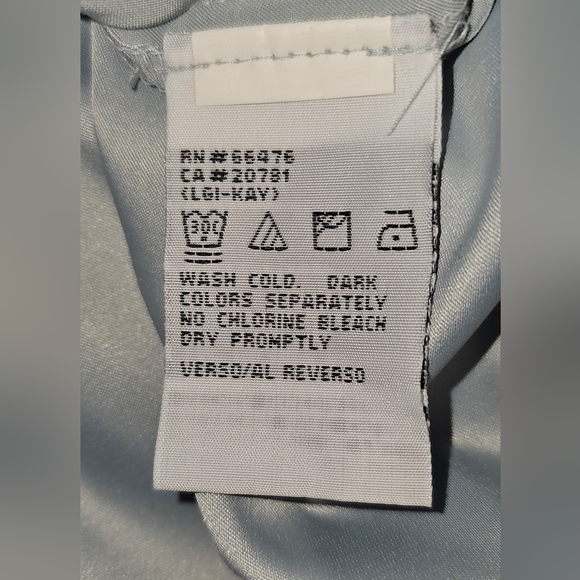 RN#66476
CA#20781
(LGI-KAY)
30C
WASH COLD. DARK
COLORS SEPARATELY
NO CHLORINE BLEACH
DRY PROMPTLY
VERSO/AL REVERSO